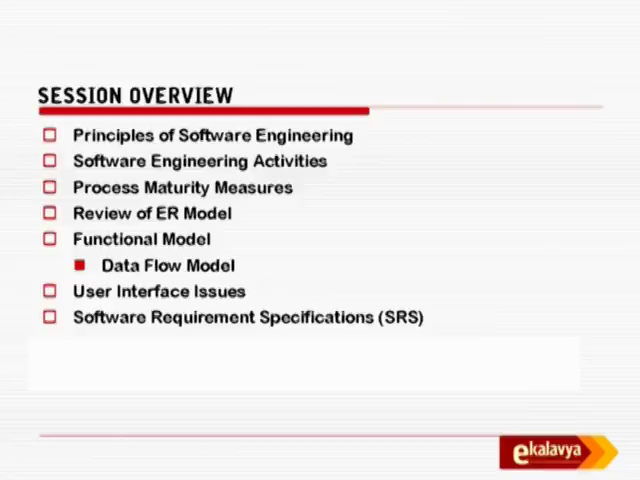 SESSION OVERVIEW
Principles of Software Engineering
Software Engineering Activities
Process Maturity Measures
Review of ER Model
Functional Model
Data Flow Model
User Interface Issues
Software Requirement Specifications (SRS)
ekalavya